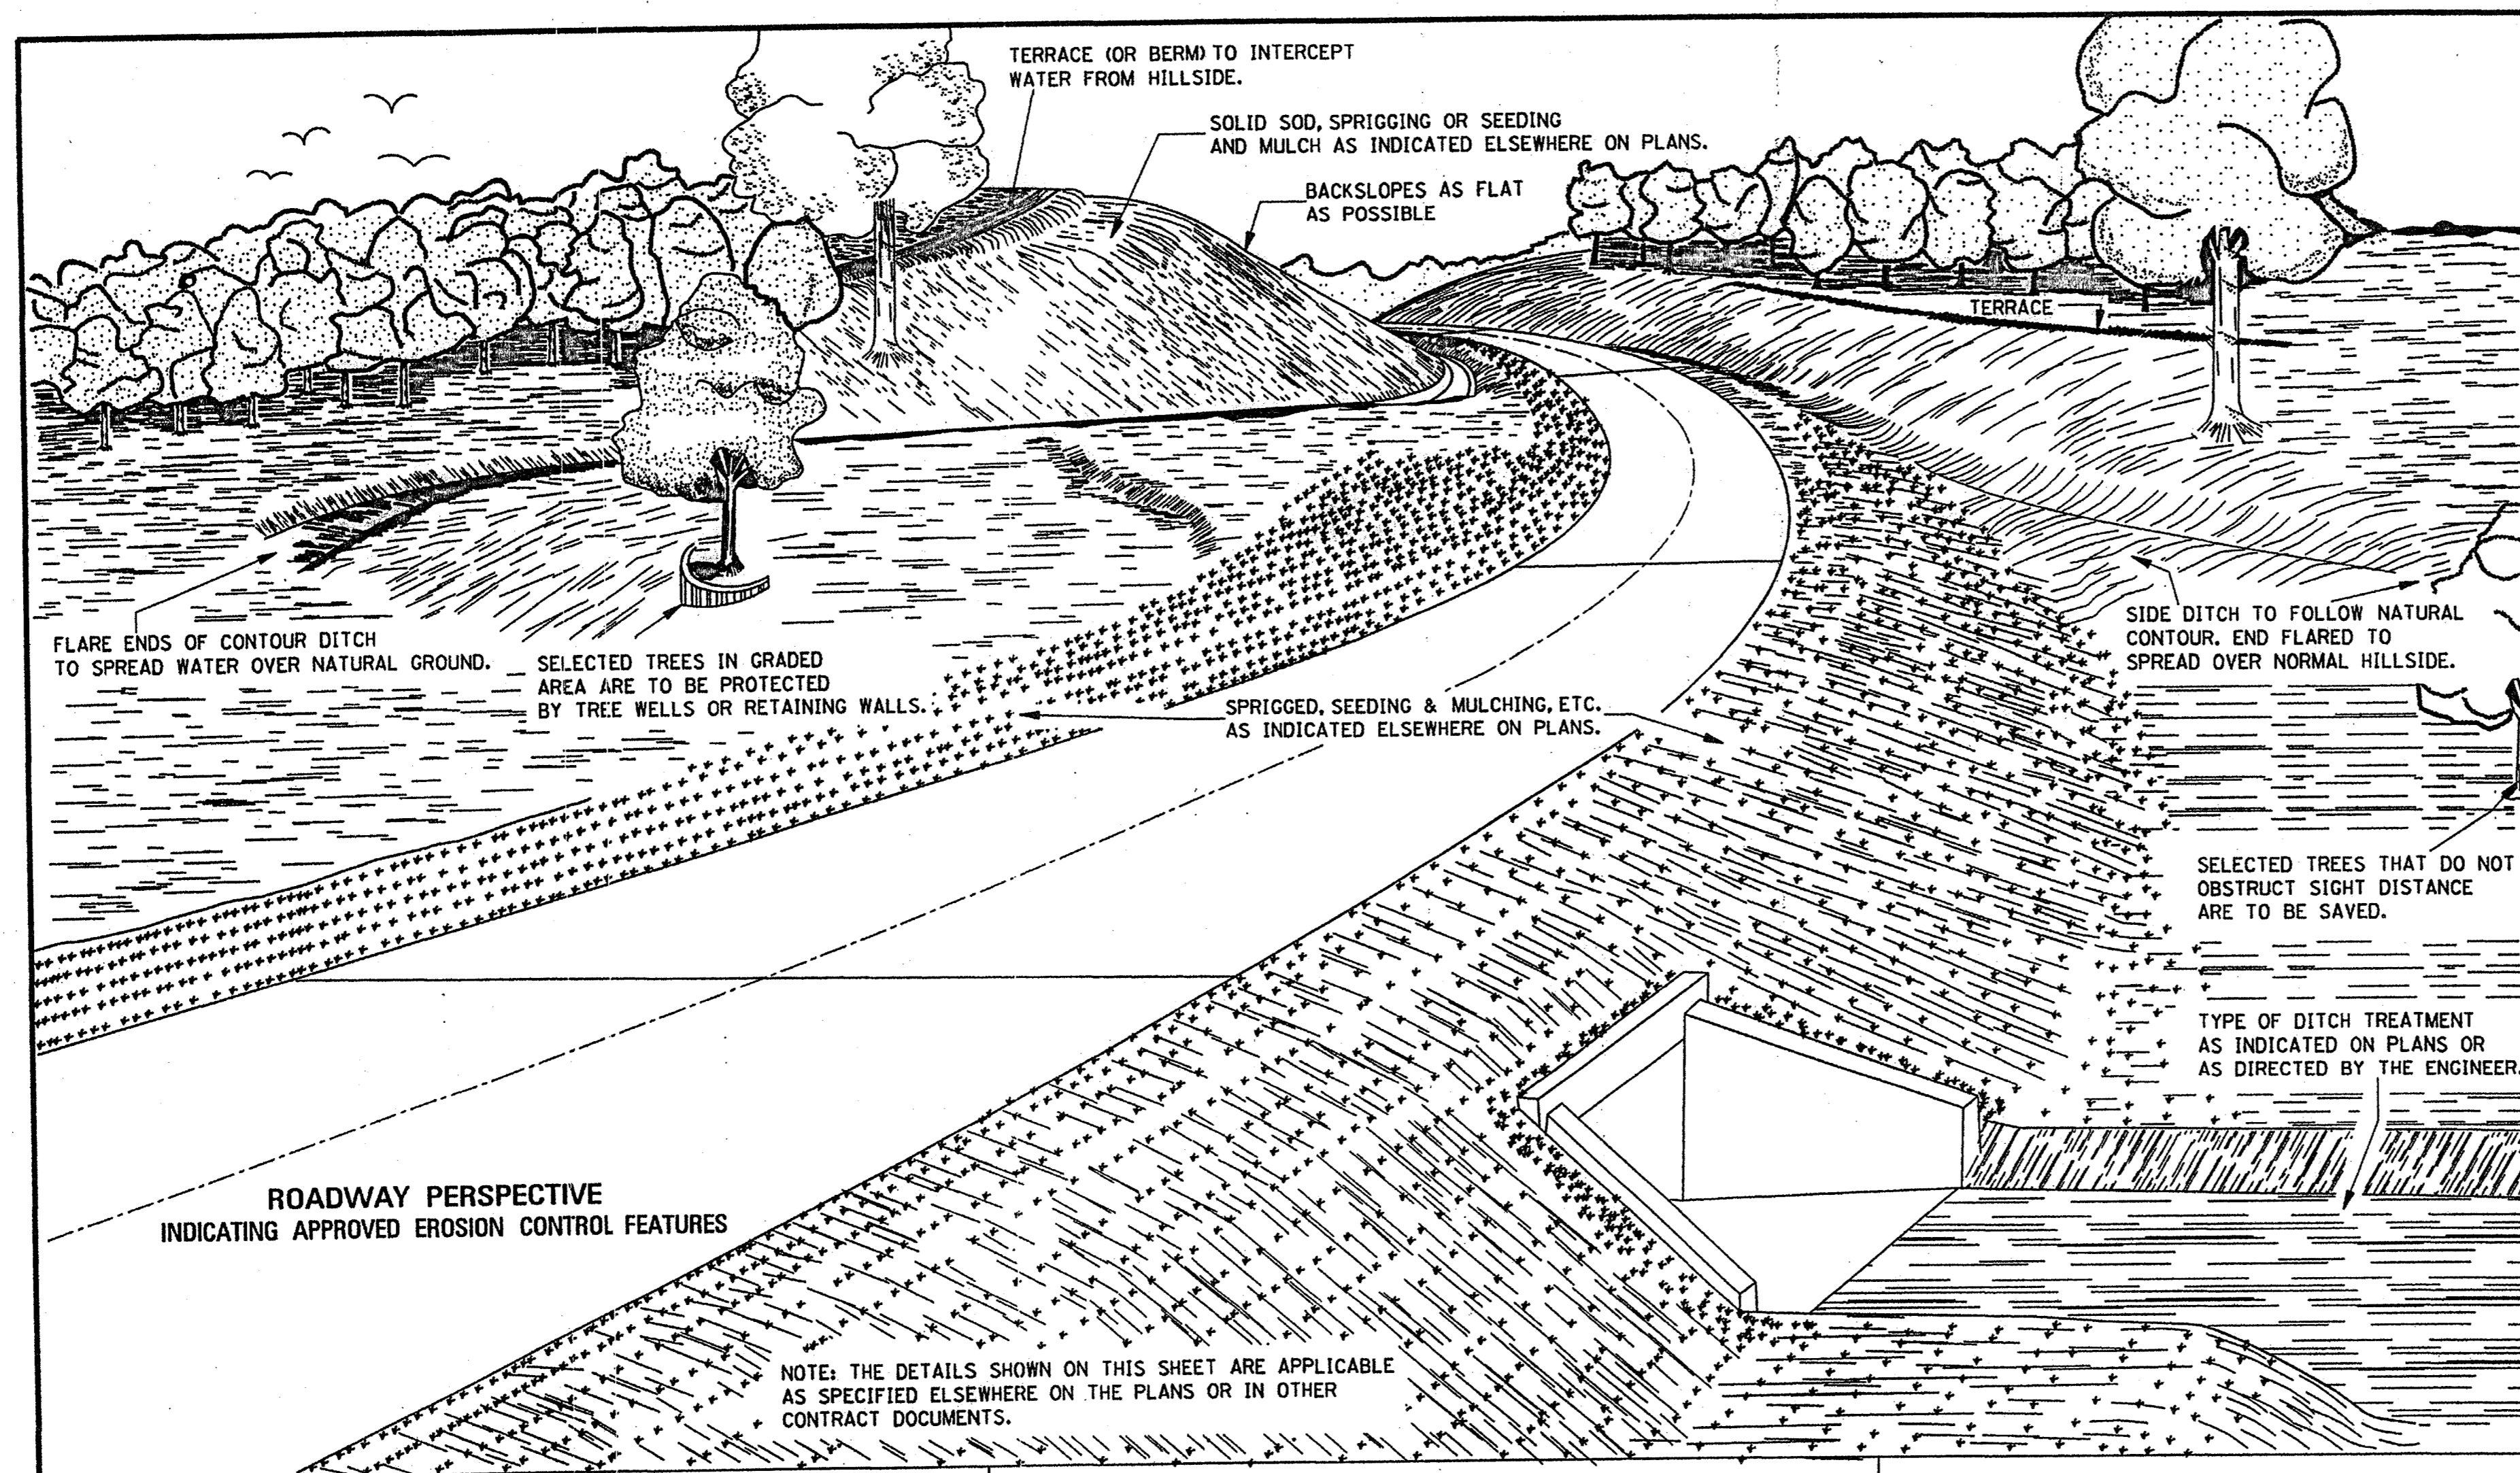 TERRACE (OR BERM) TO INTERCEPT
WATER FROM HILLSIDE.
SOLID SOD, SPRIGGING OR SEEDING
AND MULCH AS INDICATED ELSEWHERE ON PLANS.
BACKSLOPES AS FLAT
AS POSSIBLE
TERRACE
FLARE ENDS OF CONTOUR DITCH
TO SPREAD WATER OVER NATURAL GROUND.
SELECTED TREES IN GRADED
AREA ARE TO BE PROTECTED
BY TREE WELLS OR RETAINING WALLS.
SIDE DITCH TO FOLLOW NATURAL
CONTOUR. END FLARED TO
SPREAD OVER NORMAL HILLSIDE.
SPRIGGED, SEEDING & MULCHING, ETC.
AS INDICATED ELSEWHERE ON PLANS.
SELECTED TREES THAT DO NOT
OBSTRUCT SIGHT DISTANCE
ARE TO BE SAVED.
TYPE OF DITCH TREATMENT
AS INDICATED ON PLANS OR
AS DIRECTED BY THE ENGINEER.
ROADWAY PERSPECTIVE
INDICATING APPROVED EROSION CONTROL FEATURES
NOTE: THE DETAILS SHOWN ON THIS SHEET ARE APPLICABLE
AS SPECIFIED ELSEWHERE ON THE PLANS OR IN OTHER
CONTRACT DOCUMENTS.